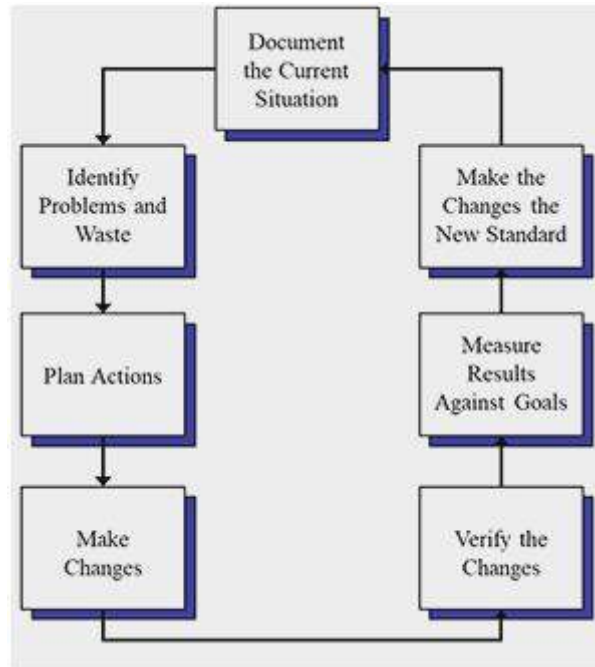 Document
the Current
Situation
Identify
Problems and
Waste
Plan Actions
Make
Changes
Verify the
Changes
Measure
Results
Against Goals
Make the
Changes the
New Standard